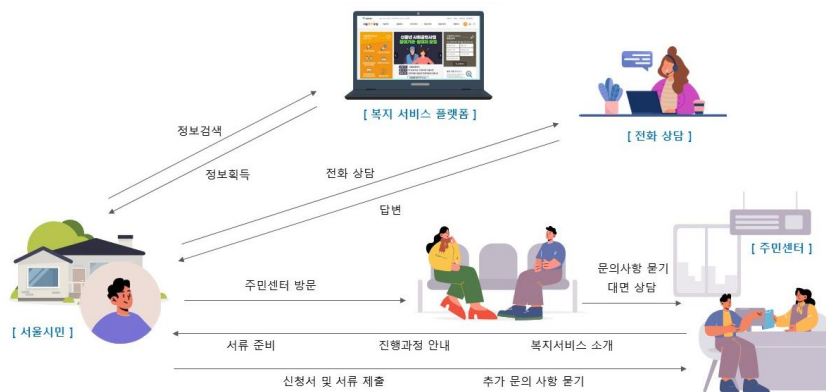 [ 복지 서비스 플랫폼 ]
[ 전화 상담 ]
정보검색
정보획득
전화 상담
답변
[ 주민센터 ]
주민센터 방문
문의사항 묻기
대면 상담
[ 서울시민 ]
서류 준비
진행과정 안내
복지서비스 소개
신청서 및 서류 제출
추가 문의 사항 묻기